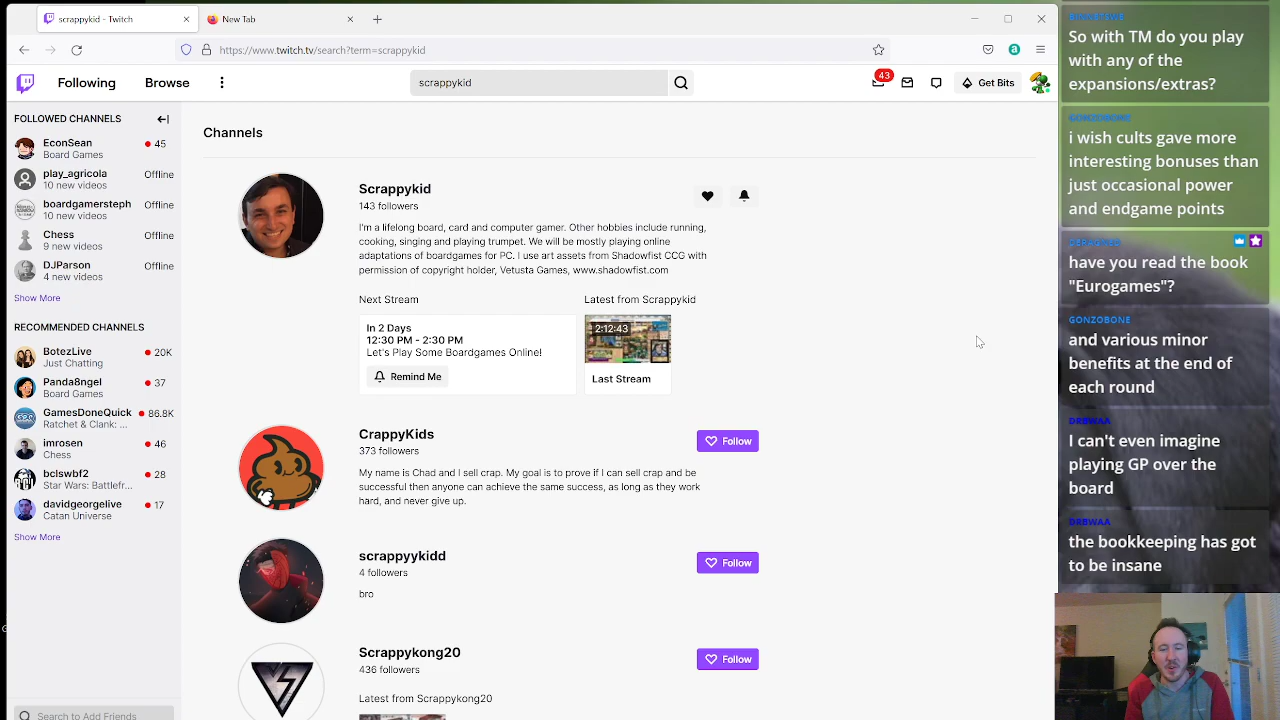 scrappykid - Twitch
New Tab
https://www.twitch.tv/search?term=scrappykid
Following
Browse
scrappykid
43
Get Bits
FOLLOWED CHANNELS
EconSean
Board Games
45
play_agricola
10 new videos
Offline
boardgamersteph
10 new videos
Offline
Chess
9 new videos
Offline
DJParson
4 new videos
Offline
Show More
RECOMMENDED CHANNELS
BotezLive
Just Chatting
20K
Panda8ngel
Board Games
37
GamesDoneQuick
Ratchet & Clank: ...
86.8K
imrosen
Chess
46
bclswbf2
Star Wars: Battlefr...
28
davidgeorgelive
Catan Universe
17
Show More
Search to Add Friends
Channels
Scrappykid
143 followers
I'm a lifelong board, card and computer gamer. Other hobbies include running,
cooking, singing and playing trumpet. We will be mostly playing online
versions of boardgames for PC. I use art assets from Shadowfist CCG with
permission of copyright holder, Vetusta Games, www.shadowfist.com
Next Stream
Latest from Scrappykid
In 2 Days
12:30 PM - 1:30 PM
Let's Play Some Boardgames Online!
Remind Me
2:12:43
Last Stream
CrappyKids
373 followers
My name is Chad and I sell crap. My goal is to prove if I can sell crap and be
successful then anyone can achieve the same success, as long as they work
hard, and never give up.
Follow
scrappyykidd
4 followers
bro
Follow
Scrappykong20
436 followers
Latest from Scrappykong20
Follow
So with TM do you play
with any of the
expansions/extras?
GONZOBONE
i wish cults gave more
interesting bonuses than
just occasional power
and endgame points
have you read the book
"Eurogames"?
GONZOBONE
and various minor
benefits at the end of
each round
DRBWAA
I can't even imagine
playing GP over the
board
DRBWAA
the bookkeeping has got
to be insane